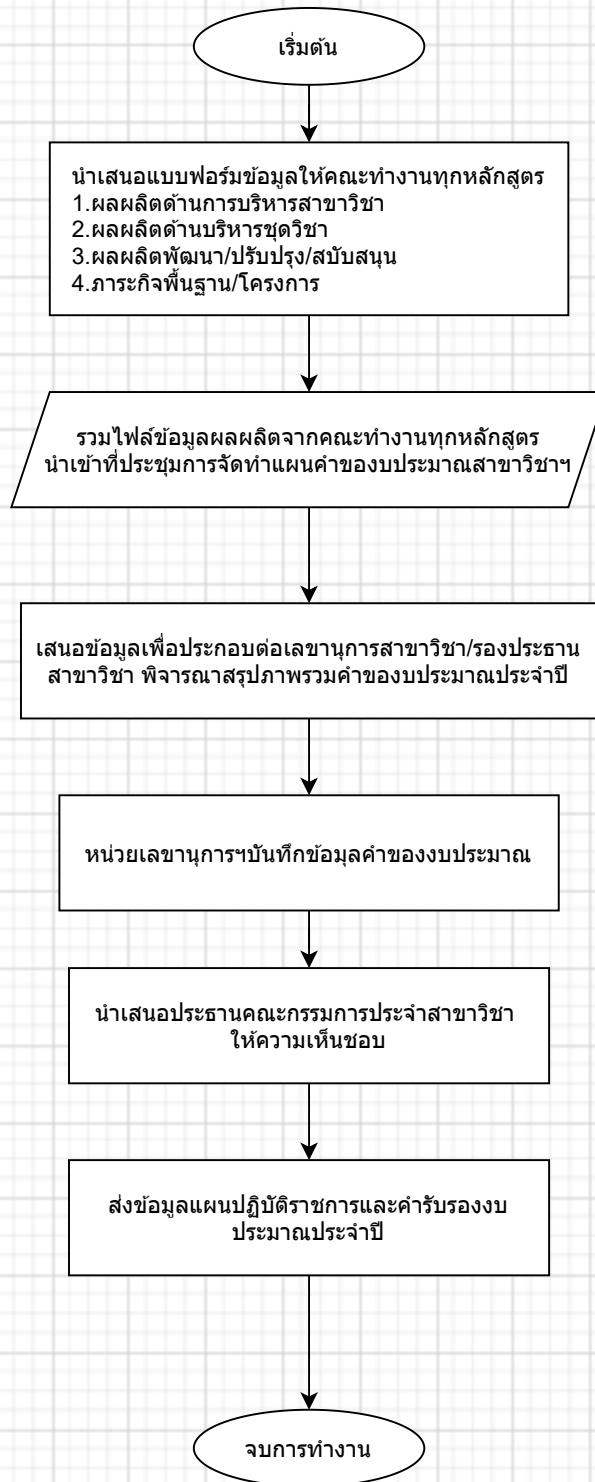 เริ่มต้น
นำเสนอแบบฟอร์มข้อมูลให้คณะทำงานทุกหลักสูตร
1.ผลผลิตด้านการบริหารสาขาวิชา
2.ผลผลิตด้านบริหารชุดวิชา
3.ผลผลิตพัฒนา/ปรับปรุง/สบับสนุน
4.ภาระกิจพื้นฐาน/โครงการ
รวมไฟล์ข้อมูลผลผลิตจากคณะทำงานทุกหลักสูตร
นำเข้าที่ประชุมการจัดทำแผนคำของบประมาณสาขาวิชาฯ
เสนอข้อมูลเพื่อประกอบต่อเลขานุการสาขาวิชา/รองประธาน
สาขาวิชา พิจารณาสรุปภาพรวมคำของบประมาณประจำปี
หน่วยเลขานุการฯบันทึกข้อมุลคำของงบประมาณ
นำเสนอประธานคณะกรรมการประจำสาขาวิชา
ให้ความเห็นชอบ
ส่งข้อมูลแผนปฏิบัติราชการและคำรับรองงบ
ประมาณประจำปี
จบการทำงาน